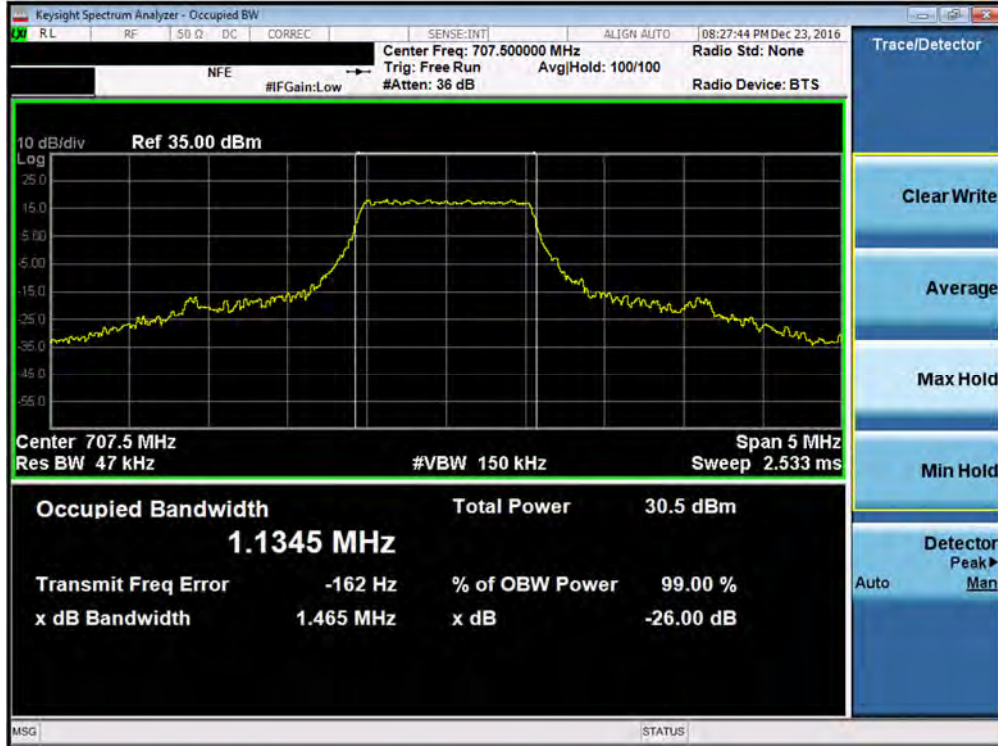 Keysight Spectrum Analyzer - Occupied BW
LXI RL RF 50 Ω DC CORREC SENSE:INT ALIGN AUTO 08:27:44 PM Dec 23, 2016
Center Freq: 707.500000 MHz Radio Std: None
NFE Trig: Free Run Avg|Hold: 100/100
#IFGain:Low #Atten: 36 dB Radio Device: BTS
10 dB/div Ref 35.00 dBm
Log
25.0
15.0
5.00
-5.00
-15.0
-25.0
-35.0
-45.0
-55.0
Center 707.5 MHz Span 5 MHz
Res BW 47 kHz #VBW 150 kHz Sweep 2.533 ms
Occupied Bandwidth Total Power 30.5 dBm
1.1345 MHz
Transmit Freq Error -162 Hz % of OBW Power 99.00 %
x dB Bandwidth 1.465 MHz x dB -26.00 dB
MSG STATUS
Trace/Detector
Clear Write
Average
Max Hold
Min Hold
Detector
Peak▶
Auto Man